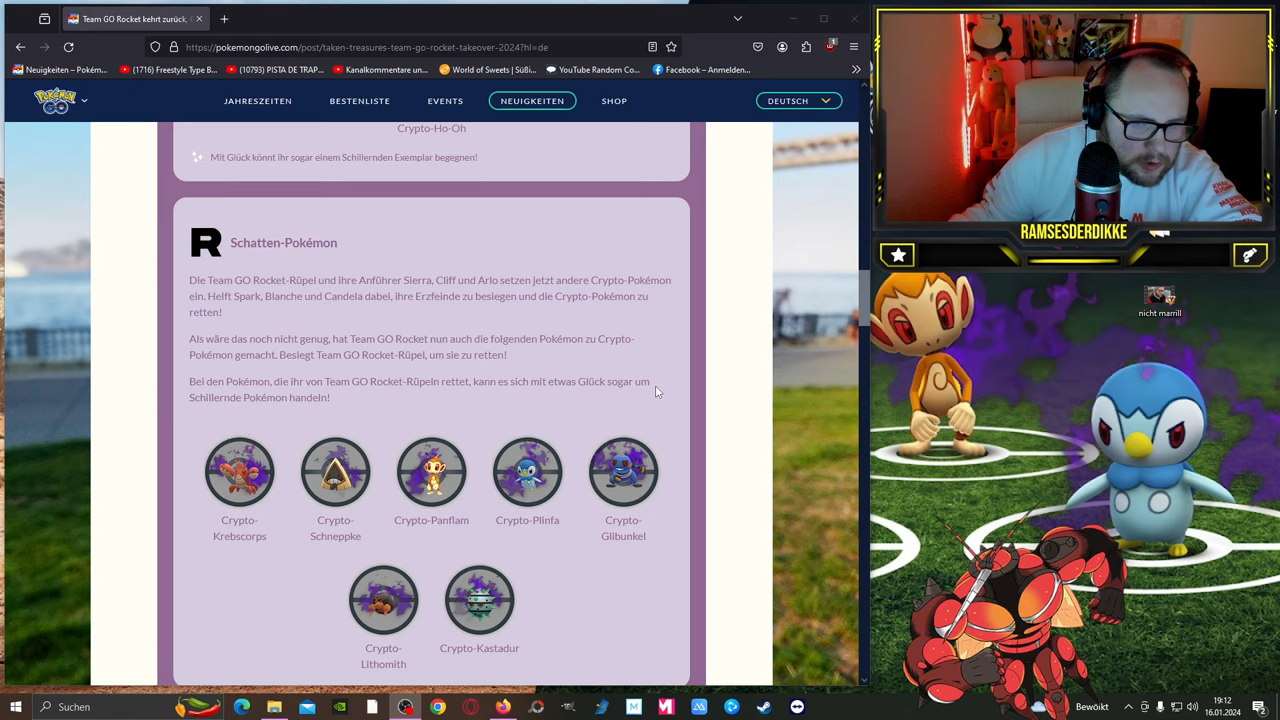 Team GO Rocket kehrt zurück,
https://pokemongolive.com/post/taken-treasures-team-go-rocket-takeover-2024?hl=de
1
Neuigkeiten – Pokém...
(1716) Freestyle Type B...
(10793) PISTA DE TRAP...
Kanalkommentare un...
World of Sweets | Süßi...
YouTube Random Co...
Facebook – Anmelden...
POKÉMON GO
JAHRESZEITEN
BESTENLISTE
EVENTS
NEUIGKEITEN
SHOP
DEUTSCH
Crypto-Ho-Oh
Mit Glück könnt ihr sogar einem Schillernden Exemplar begegnen!
R
Schatten-Pokémon
Die Team GO Rocket-Rüpel und ihre Anführer Sierra, Cliff und Arlo setzen jetzt andere Crypto-Pokémon
ein. Helft Spark, Blanche und Candela dabei, ihre Erzfeinde zu besiegen und die Crypto-Pokémon zu
retten!
Als wäre das noch nicht genug, hat Team GO Rocket nun auch die folgenden Pokémon zu Crypto-
Pokémon gemacht. Besiegt Team GO Rocket-Rüpel, um sie zu retten!
Bei den Pokémon, die ihr von Team GO Rocket-Rüpeln rettet, kann es sich mit etwas Glück sogar um
Schillernde Pokémon handeln!
Crypto-
Krebscorps
Crypto-
Schneppke
Crypto-Panflam
Crypto-Plinfa
Crypto-
Glibunkel
Crypto-
Lithomith
Crypto-Kastadur
RAMSESDERDIKKE
nicht marrill
Suchen
Bewölkt
19:12
16.01.2024
2